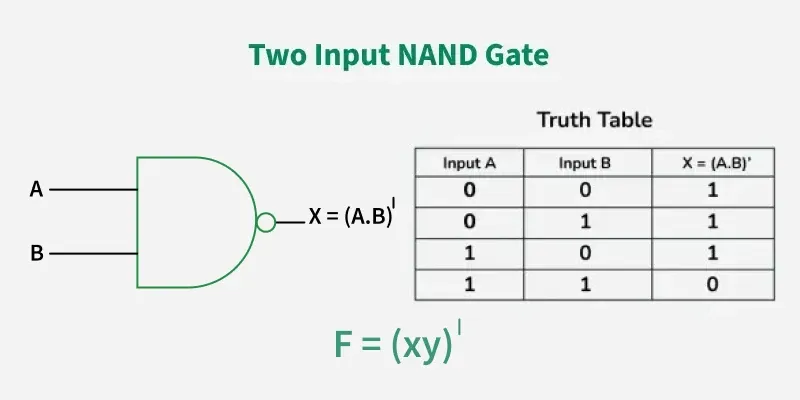 Two Input NAND Gate
Truth Table
A
B
X = (A.B)'
Input A Input B X = (A.B)'
0 0 1
0 1 1
1 0 1
1 1 0
F = (xy)'